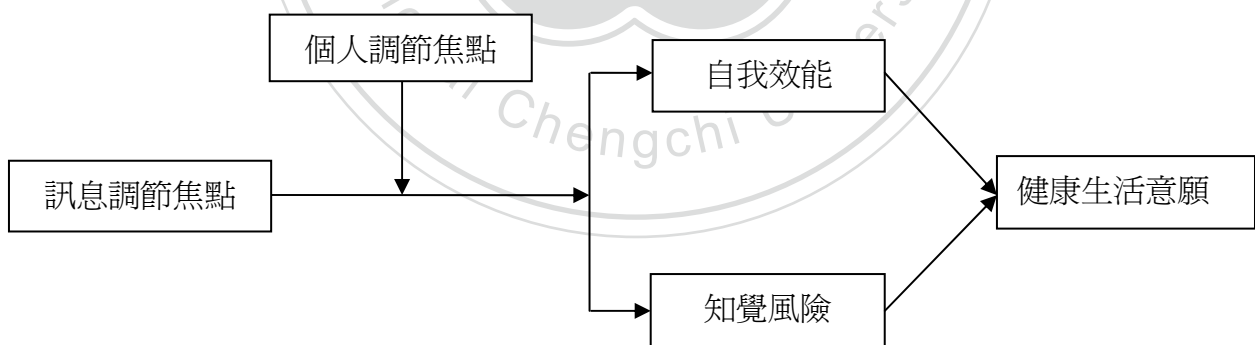 個人調節焦點
自我效能
訊息調節焦點
健康生活意願
知覺風險
Chengchi